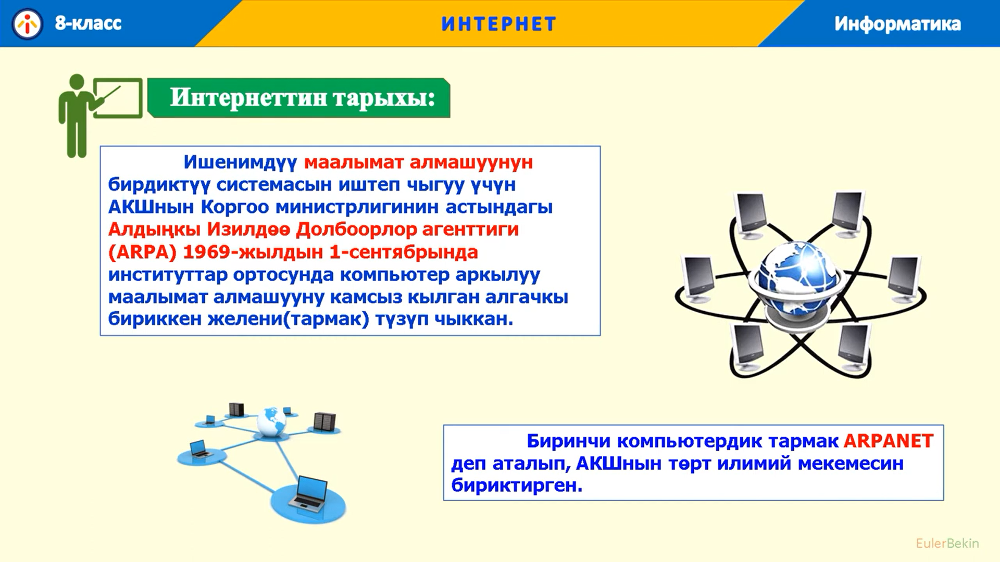 8-класс
ИНТЕРНЕТ
Информатика
Интернеттин тарыхы:
Ишенимдүү маалымат алмашуунун
бирдиктүү системасын иштеп чыгуу үчүн
АКШнын Коргоо министрлигинин астындагы
Алдыңкы Изилдөө Долбоорлор агенттиги
(ARPA) 1969-жылдын 1-сентябрында
институттар ортосунда компьютер аркылуу
маалымат алмашууну камсыз кылган алгачкы
бириккен желени(тармак) түзүп чыккан.
Биринчи компьютердик тармак ARPANET
деп аталып, АКШнын төрт илимий мекемесин
бириктирген.
EulerBekin